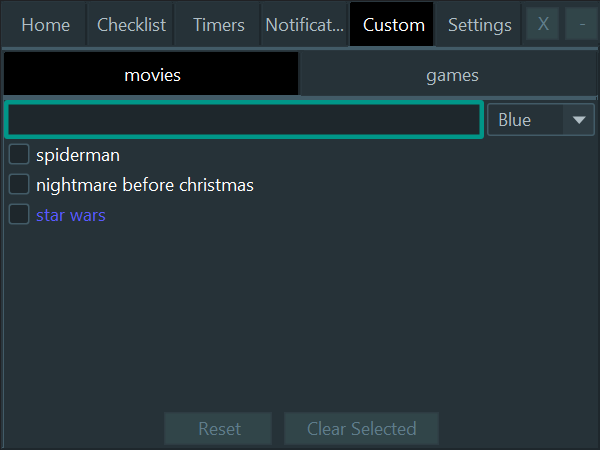 Home Checklist Timers Notificat... Custom Settings X -
movies games
Blue
spiderman
nightmare before christmas
star wars
Reset Clear Selected